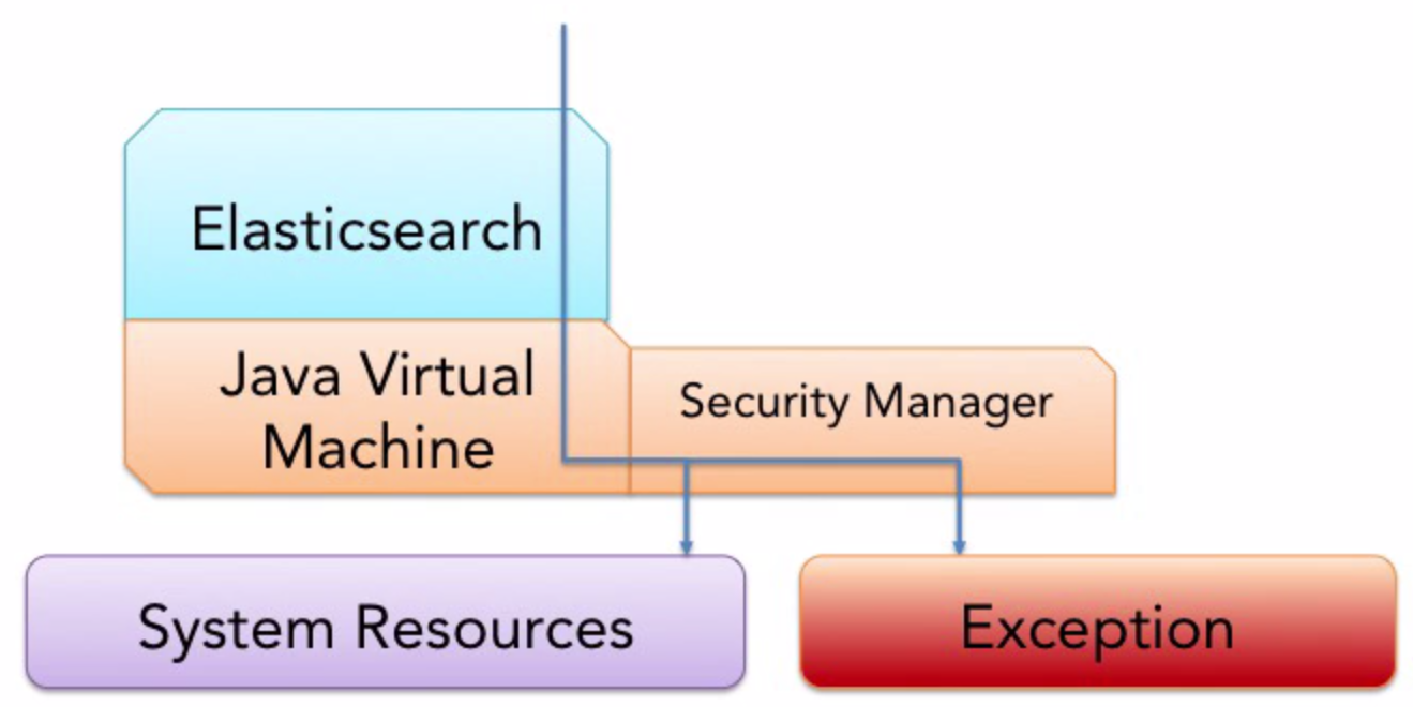 Elasticsearch
Java Virtual
Machine
Security Manager
System Resources
Exception